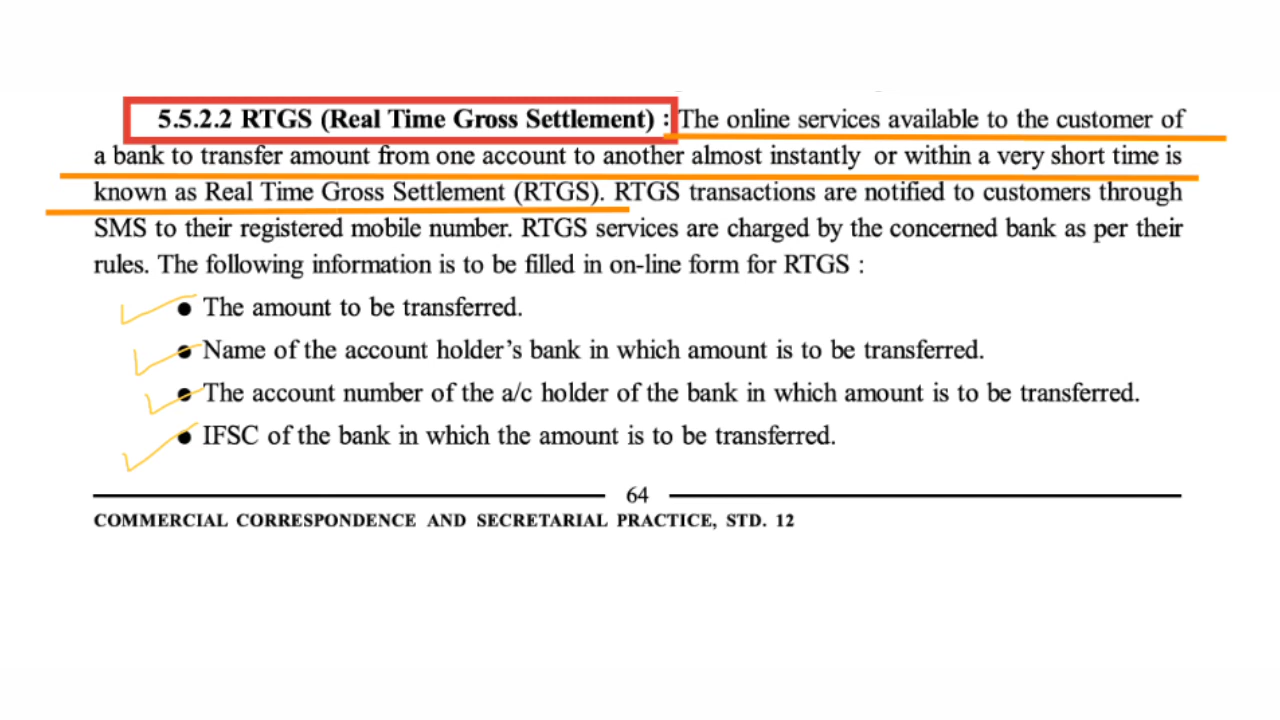 5.5.2.2 RTGS (Real Time Gross Settlement) : The online services available to the customer of
a bank to transfer amount from one account to another almost instantly or within a very short time is
known as Real Time Gross Settlement (RTGS). RTGS transactions are notified to customers through
SMS to their registered mobile number. RTGS services are charged by the concerned bank as per their
rules. The following information is to be filled in on-line form for RTGS :
● The amount to be transferred.
● Name of the account holder’s bank in which amount is to be transferred.
● The account number of the a/c holder of the bank in which amount is to be transferred.
● IFSC of the bank in which the amount is to be transferred.
64
COMMERCIAL CORRESPONDENCE AND SECRETARIAL PRACTICE, STD. 12